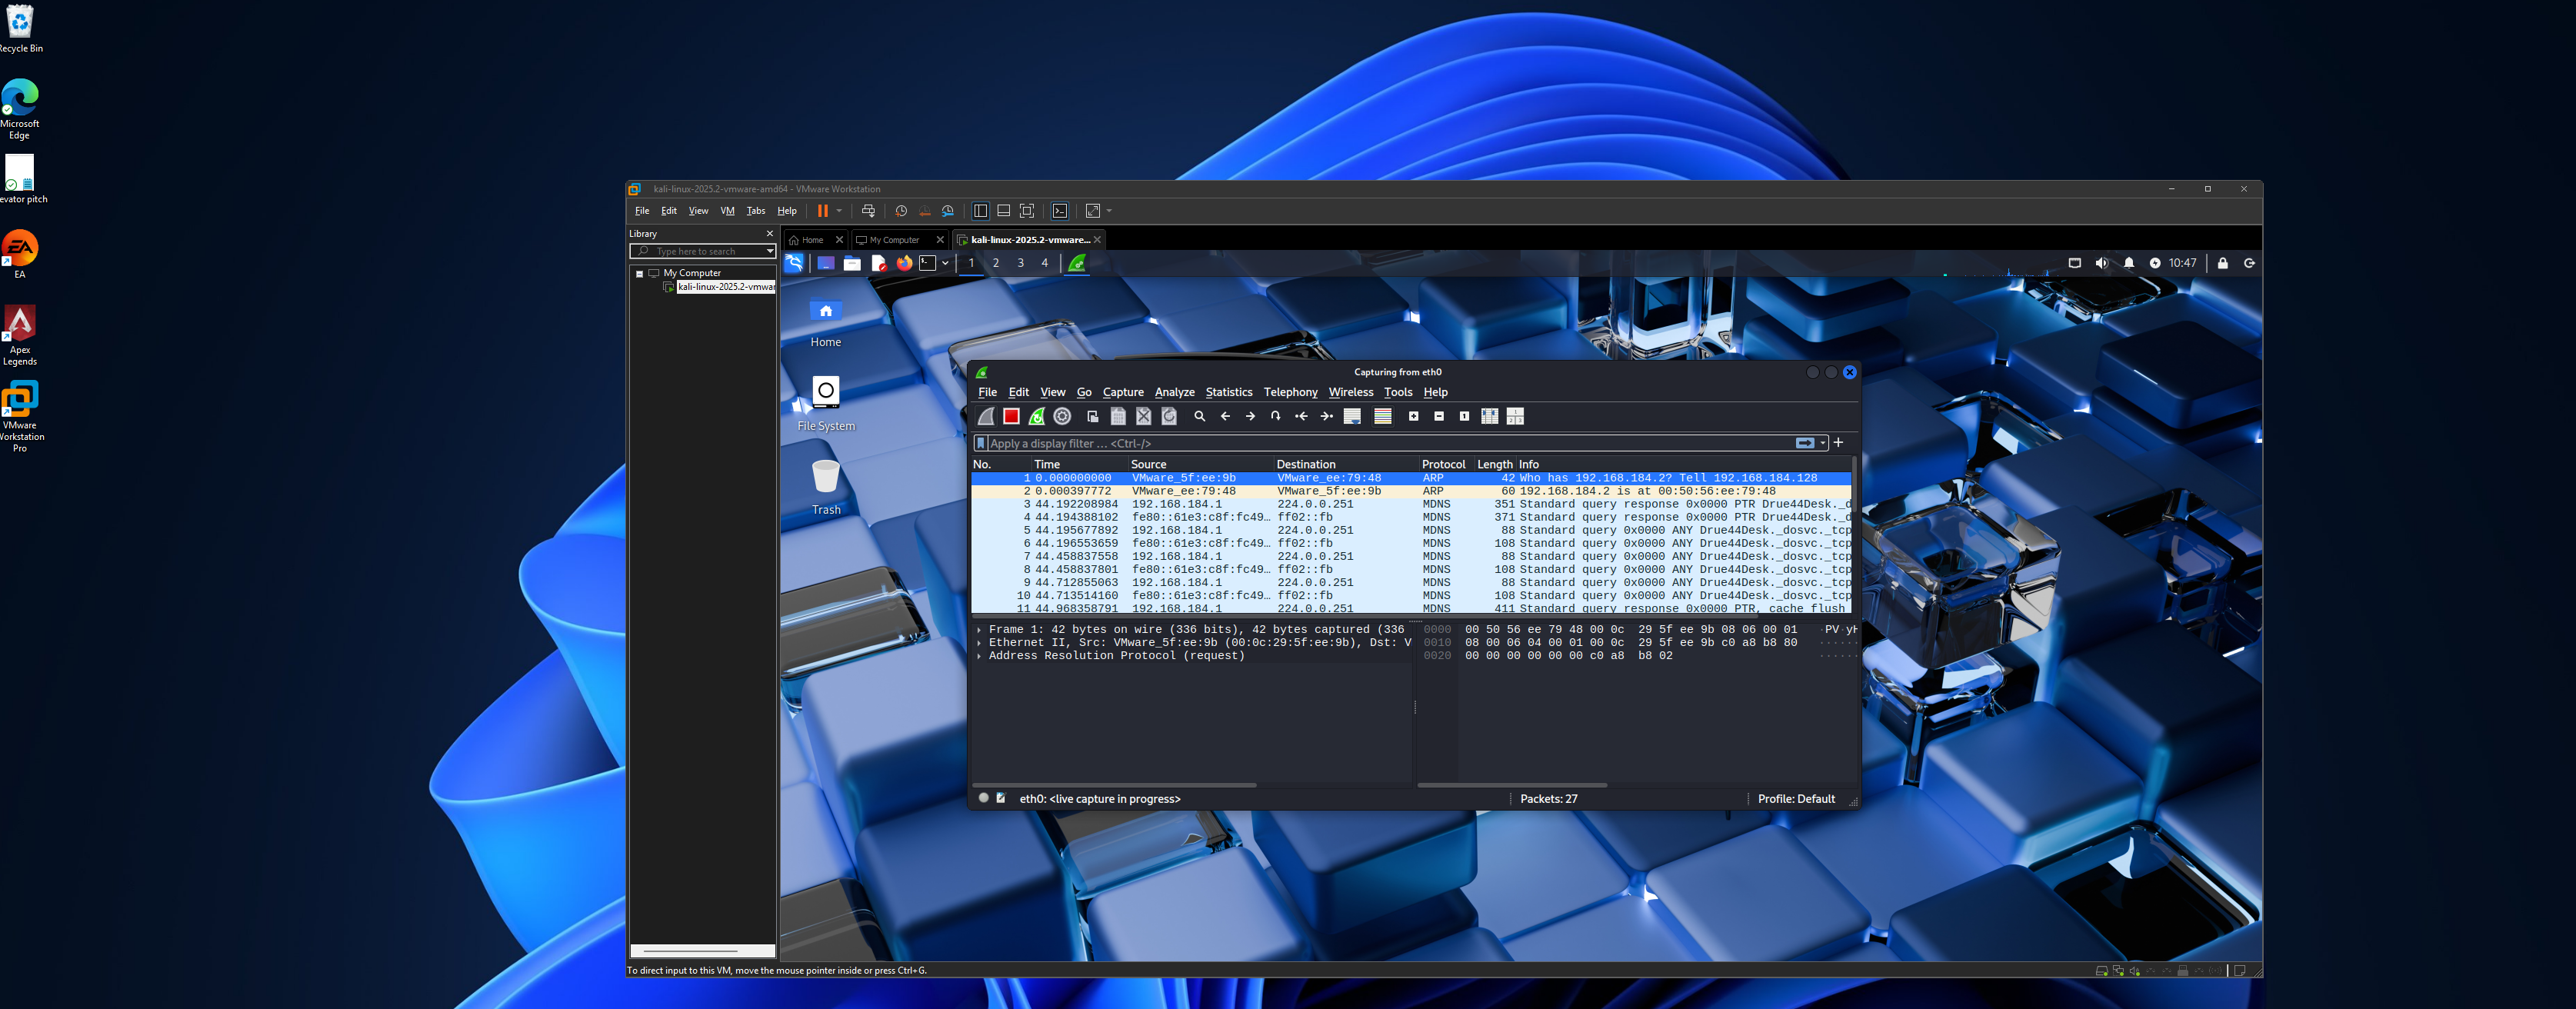 Recycle Bin
Microsoft
Edge
evator pitch
EA
Apex
Legends
VMware
Workstation
Pro
kali-linux-2025.2-vmware-amd64 - VMware Workstation
File Edit View VM Tabs Help
Library
Type here to search
My Computer
kali-linux-2025.2-vmwar
Home My Computer kali-linux-2025.2-vmware...
1 2 3 4 10:47
Home
File System
Trash
Capturing from eth0
File Edit View Go Capture Analyze Statistics Telephony Wireless Tools Help
Apply a display filter ... <Ctrl-/>
No. Time Source Destination Protocol Length Info
1 0.000000000 VMware_5f:ee:9b VMware_ee:79:48 ARP 42 Who has 192.168.184.2? Tell 192.168.184.128
2 0.000397772 VMware_ee:79:48 VMware_5f:ee:9b ARP 60 192.168.184.2 is at 00:50:56:ee:79:48
3 44.192208984 192.168.184.1 224.0.0.251 MDNS 351 Standard query response 0x0000 PTR Drue44Desk._d
4 44.194388102 fe80::61e3:c8f:fc49… ff02::fb MDNS 371 Standard query response 0x0000 PTR Drue44Desk._d
5 44.195677892 192.168.184.1 224.0.0.251 MDNS 88 Standard query 0x0000 ANY Drue44Desk._dosvc._tcp
6 44.196553659 fe80::61e3:c8f:fc49… ff02::fb MDNS 108 Standard query 0x0000 ANY Drue44Desk._dosvc._tcp
7 44.458837558 192.168.184.1 224.0.0.251 MDNS 88 Standard query 0x0000 ANY Drue44Desk._dosvc._tcp
8 44.458837801 fe80::61e3:c8f:fc49… ff02::fb MDNS 108 Standard query 0x0000 ANY Drue44Desk._dosvc._tcp
9 44.712855063 192.168.184.1 224.0.0.251 MDNS 88 Standard query 0x0000 ANY Drue44Desk._dosvc._tcp
10 44.713514160 fe80::61e3:c8f:fc49… ff02::fb MDNS 108 Standard query 0x0000 ANY Drue44Desk._dosvc._tcp
11 44.968358791 192.168.184.1 224.0.0.251 MDNS 411 Standard query response 0x0000 PTR, cache flush
Frame 1: 42 bytes on wire (336 bits), 42 bytes captured (336
Ethernet II, Src: VMware_5f:ee:9b (00:0c:29:5f:ee:9b), Dst: V
Address Resolution Protocol (request)
0000 00 50 56 ee 79 48 00 0c 29 5f ee 9b 08 06 00 01 ·PV·yH
0010 08 00 06 04 00 01 00 0c 29 5f ee 9b c0 a8 b8 80 ······
0020 00 00 00 00 00 00 c0 a8 b8 02 ······
eth0: <live capture in progress> Packets: 27 Profile: Default
To direct input to this VM, move the mouse pointer inside or press Ctrl+G.